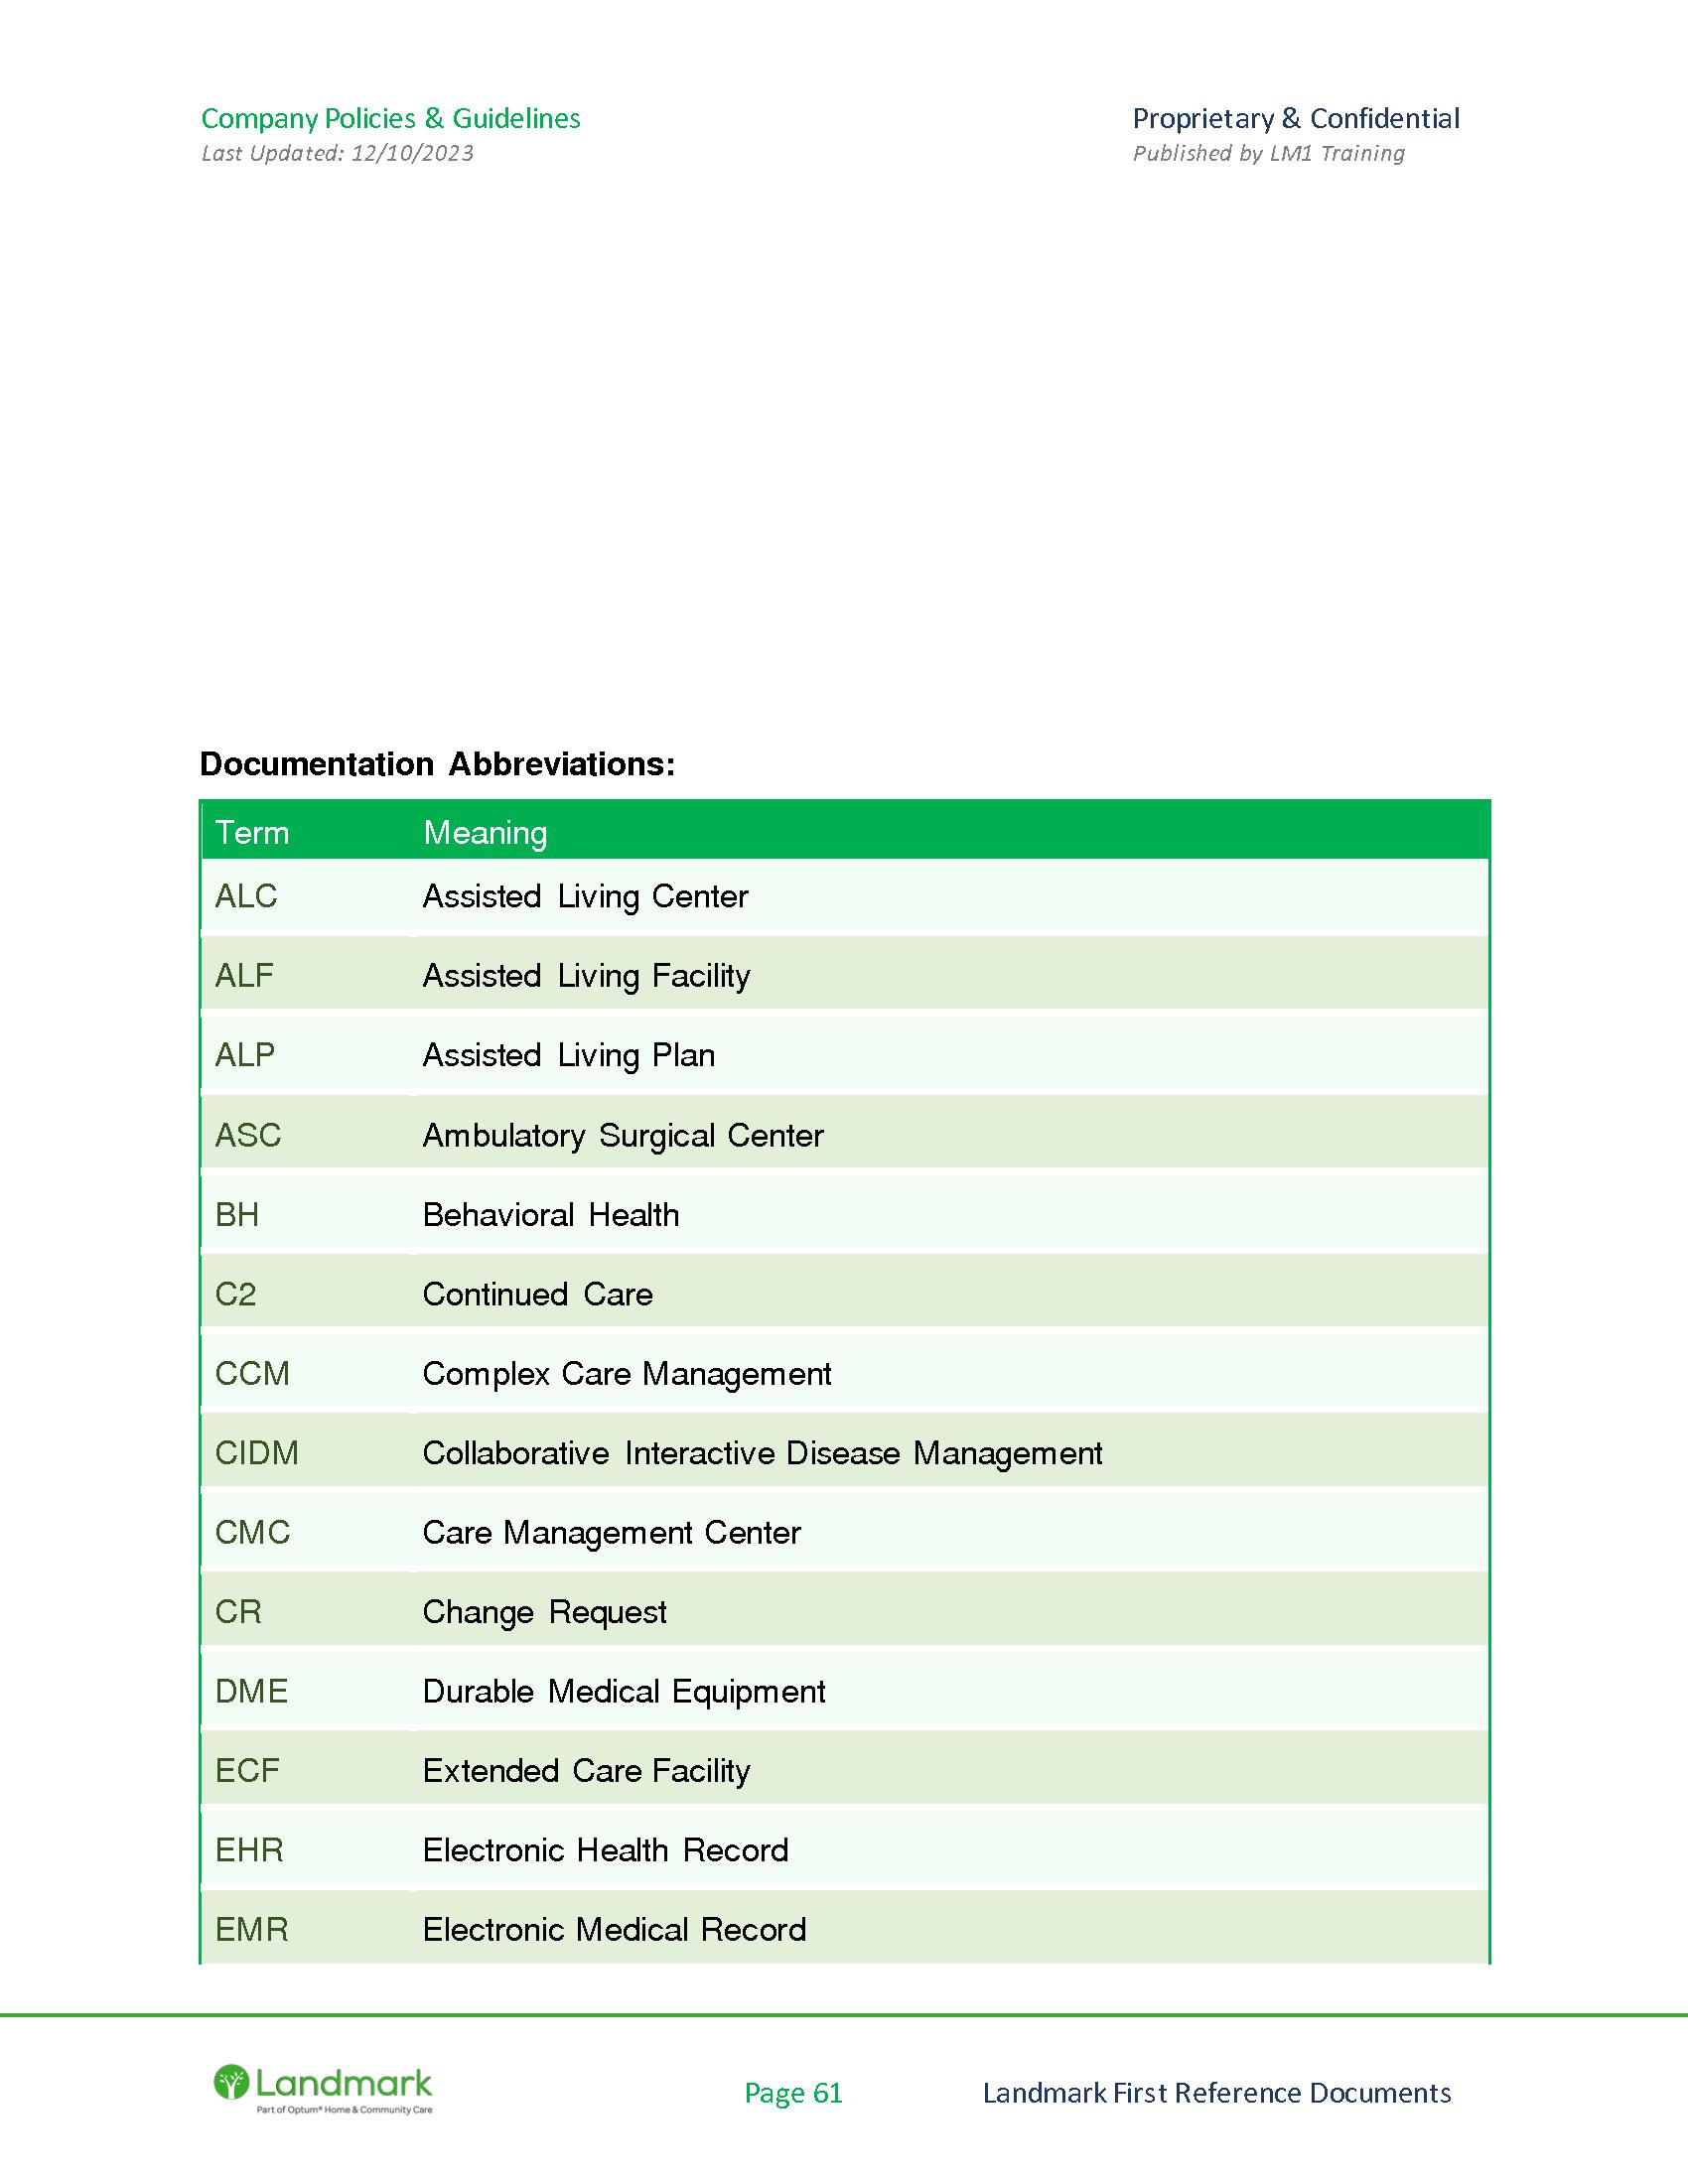 Company Policies & Guidelines Proprietary & Confidential
Last Updated: 12/10/2023 Published by LM1 Training
Documentation Abbreviations:
Term Meaning
ALC Assisted Living Center
ALF Assisted Living Facility
ALP Assisted Living Plan
ASC Ambulatory Surgical Center
BH Behavioral Health
C2 Continued Care
CCM Complex Care Management
CIDM Collaborative Interactive Disease Management
CMC Care Management Center
CR Change Request
DME Durable Medical Equipment
ECF Extended Care Facility
EHR Electronic Health Record
EMR Electronic Medical Record
Landmark
Part of Optum® Home & Community Care
Page 61 Landmark First Reference Documents